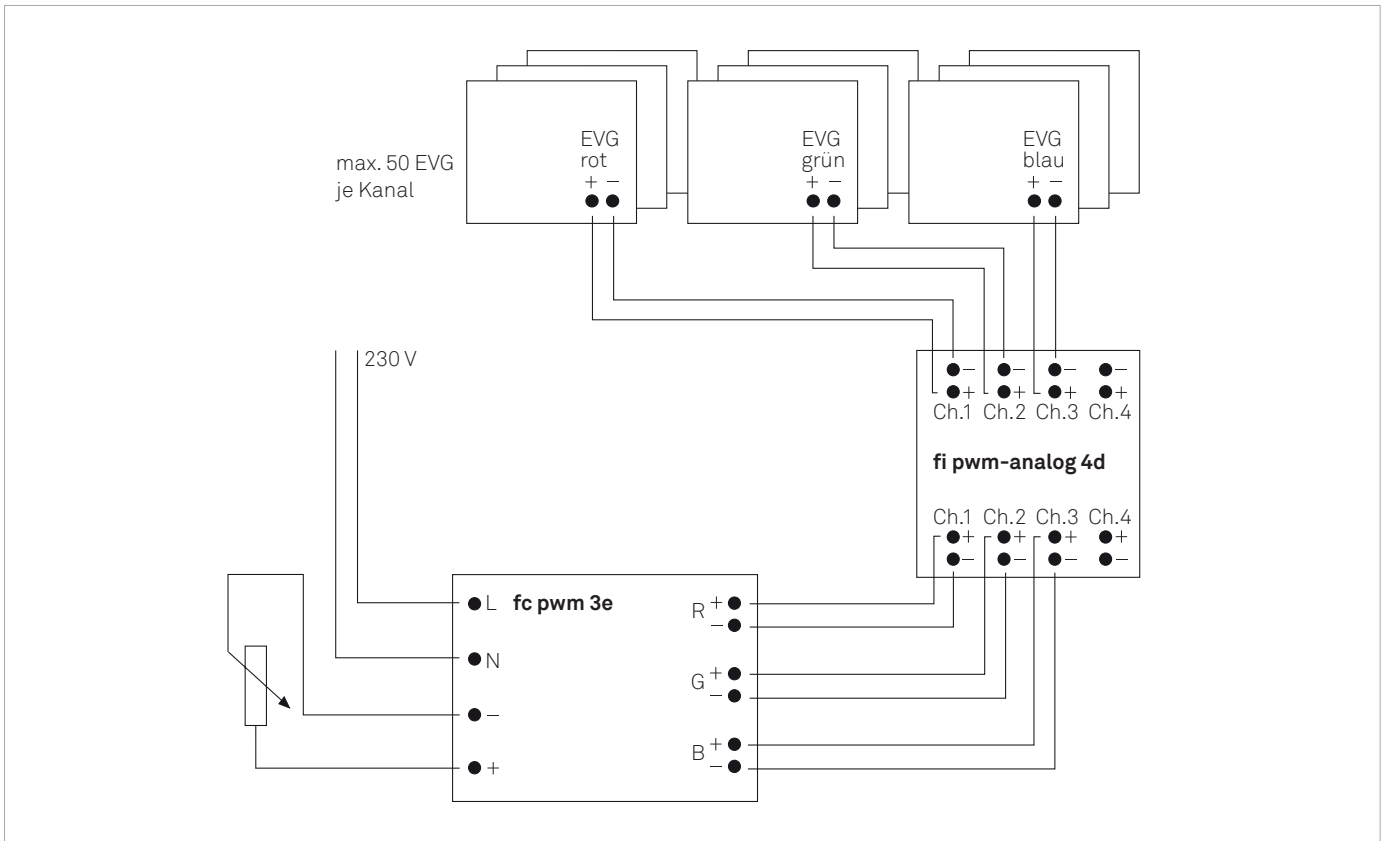 EVG
rot
+ −
EVG
grün
+ −
EVG
blau
+ −
max. 50 EVG
je Kanal
230 V
− − − −
+ + + +
Ch.1 Ch.2 Ch.3 Ch.4
fi pwm-analog 4d
Ch.1 Ch.2 Ch.3 Ch.4
+ + + +
− − − −
fc pwm 3e
L
N
−
+
R +
−
G +
−
B +
−